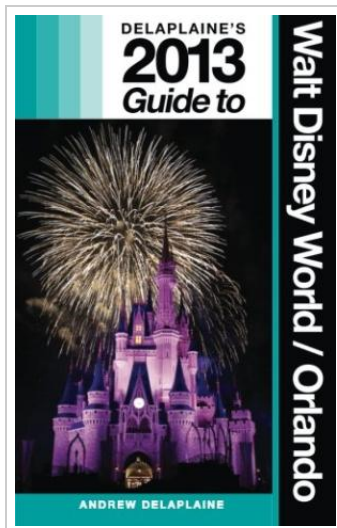 DELAPLAINE'S
2013
Guide to
Walt Disney World / Orlando
ANDREW DELAPLAINE